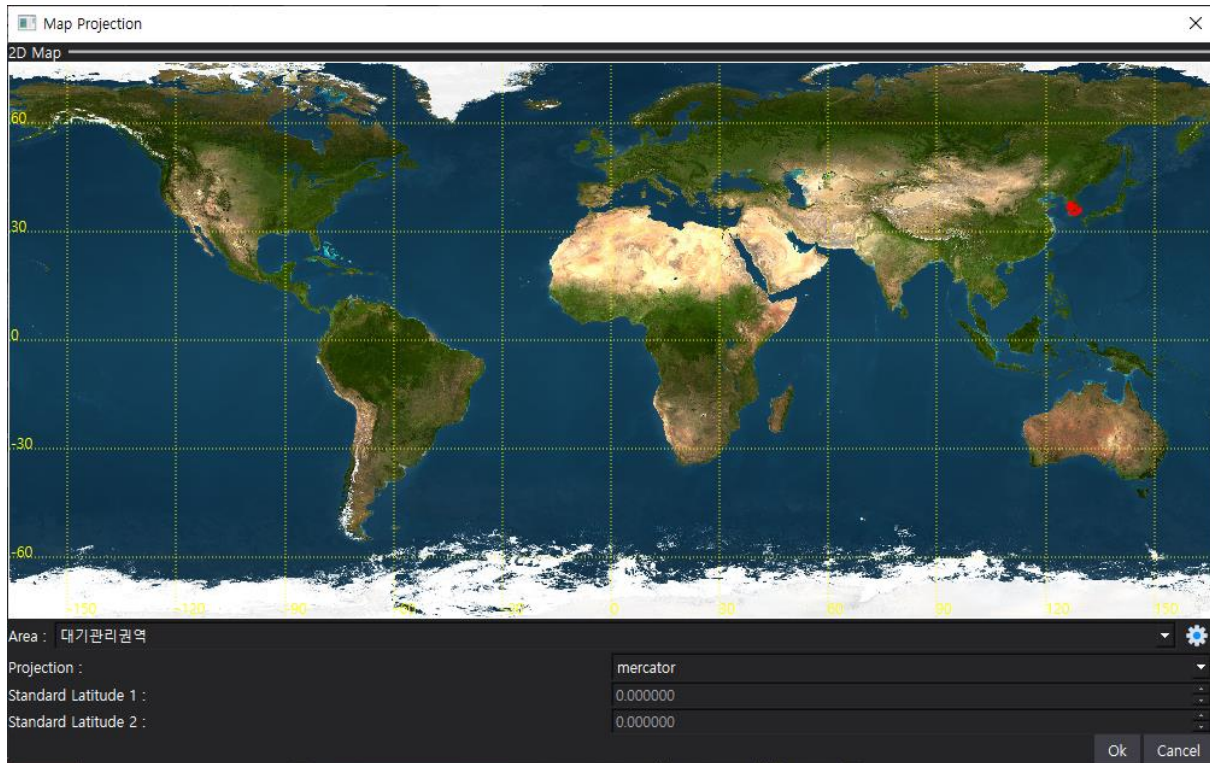 Map Projection
2D Map
60
30
0
-30
-60
-150 -120 -90 -60 -30 0 30 60 90 120 150
Area : 대기관리권역
Projection : mercator
Standard Latitude 1 : 0.000000
Standard Latitude 2 : 0.000000
Ok Cancel